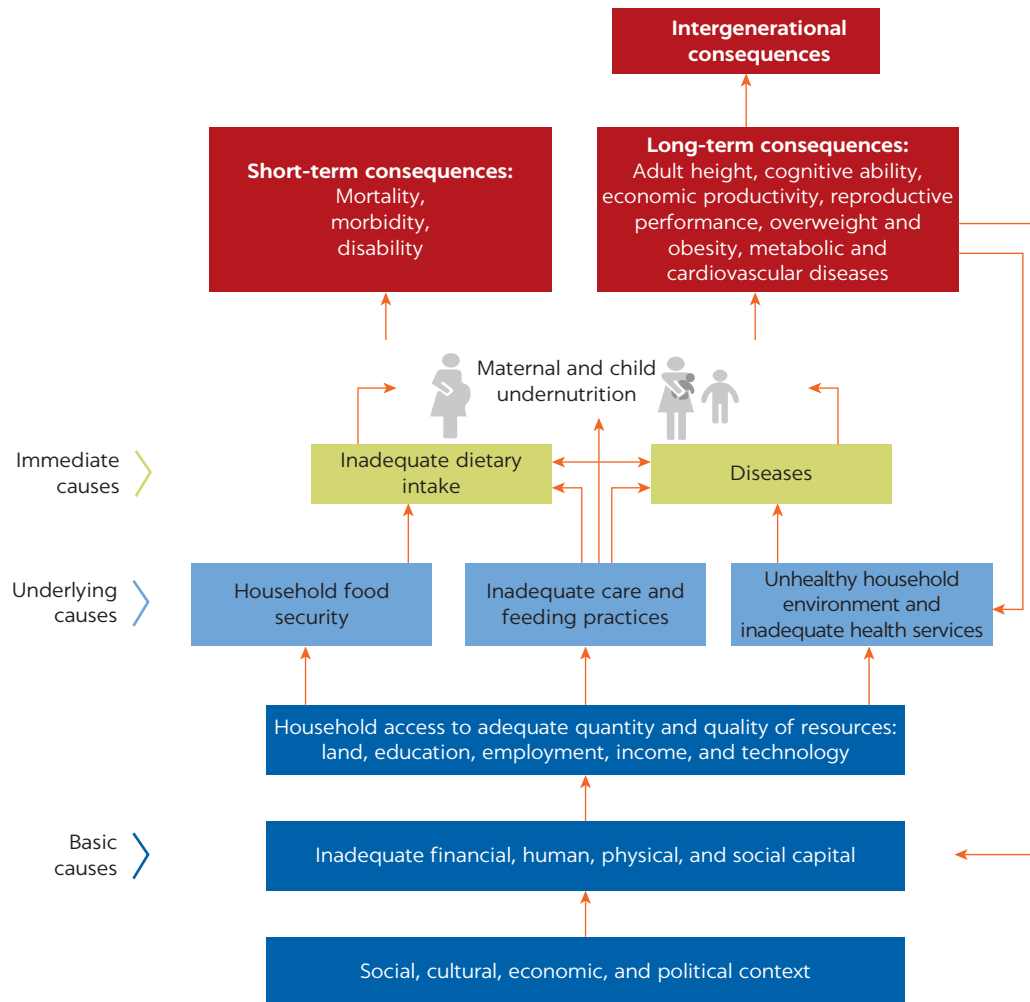 Intergenerational
consequences
Short-term consequences:
Mortality,
morbidity,
disability
Long-term consequences:
Adult height, cognitive ability,
economic productivity, reproductive
performance, overweight and
obesity, metabolic and
cardiovascular diseases
Maternal and child
undernutrition
Immediate
causes
Inadequate dietary
intake
Diseases
Underlying
causes
Household food
security
Inadequate care and
feeding practices
Unhealthy household
environment and
inadequate health services
Household access to adequate quantity and quality of resources:
land, education, employment, income, and technology
Basic
causes
Inadequate financial, human, physical, and social capital
Social, cultural, economic, and political context